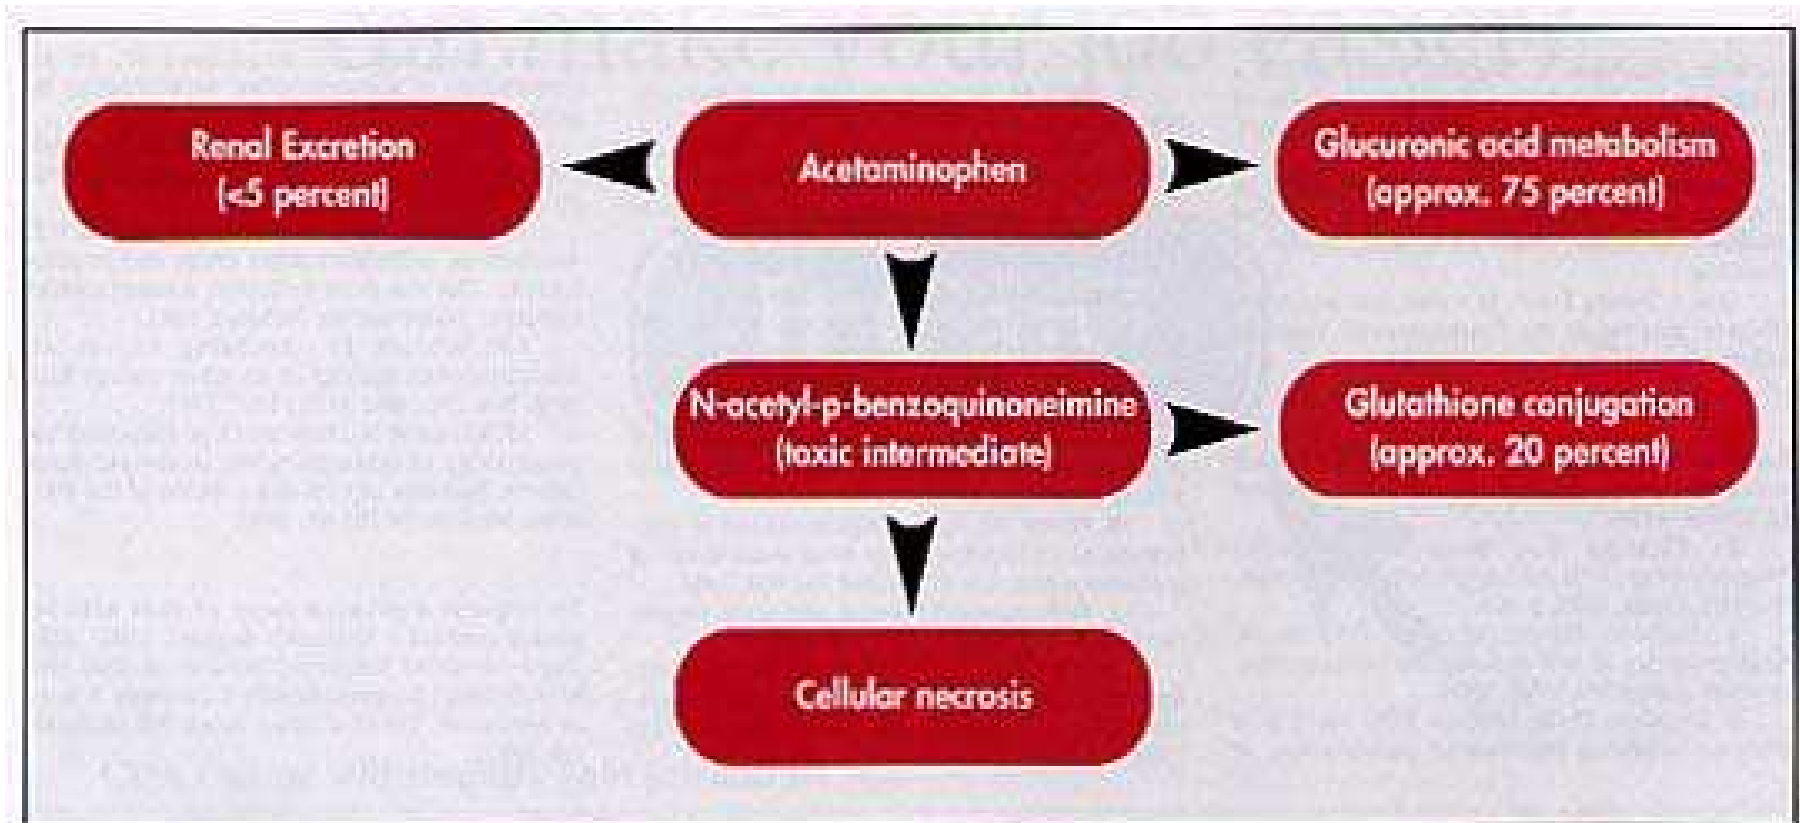 Renal Excretion
(<5 percent)
Acetaminophen
Glucuronic acid metabolism
(approx. 75 percent)
N-acetyl-p-benzoquinoneimine
(toxic intermediate)
Glutathione conjugation
(approx. 20 percent)
Cellular necrosis